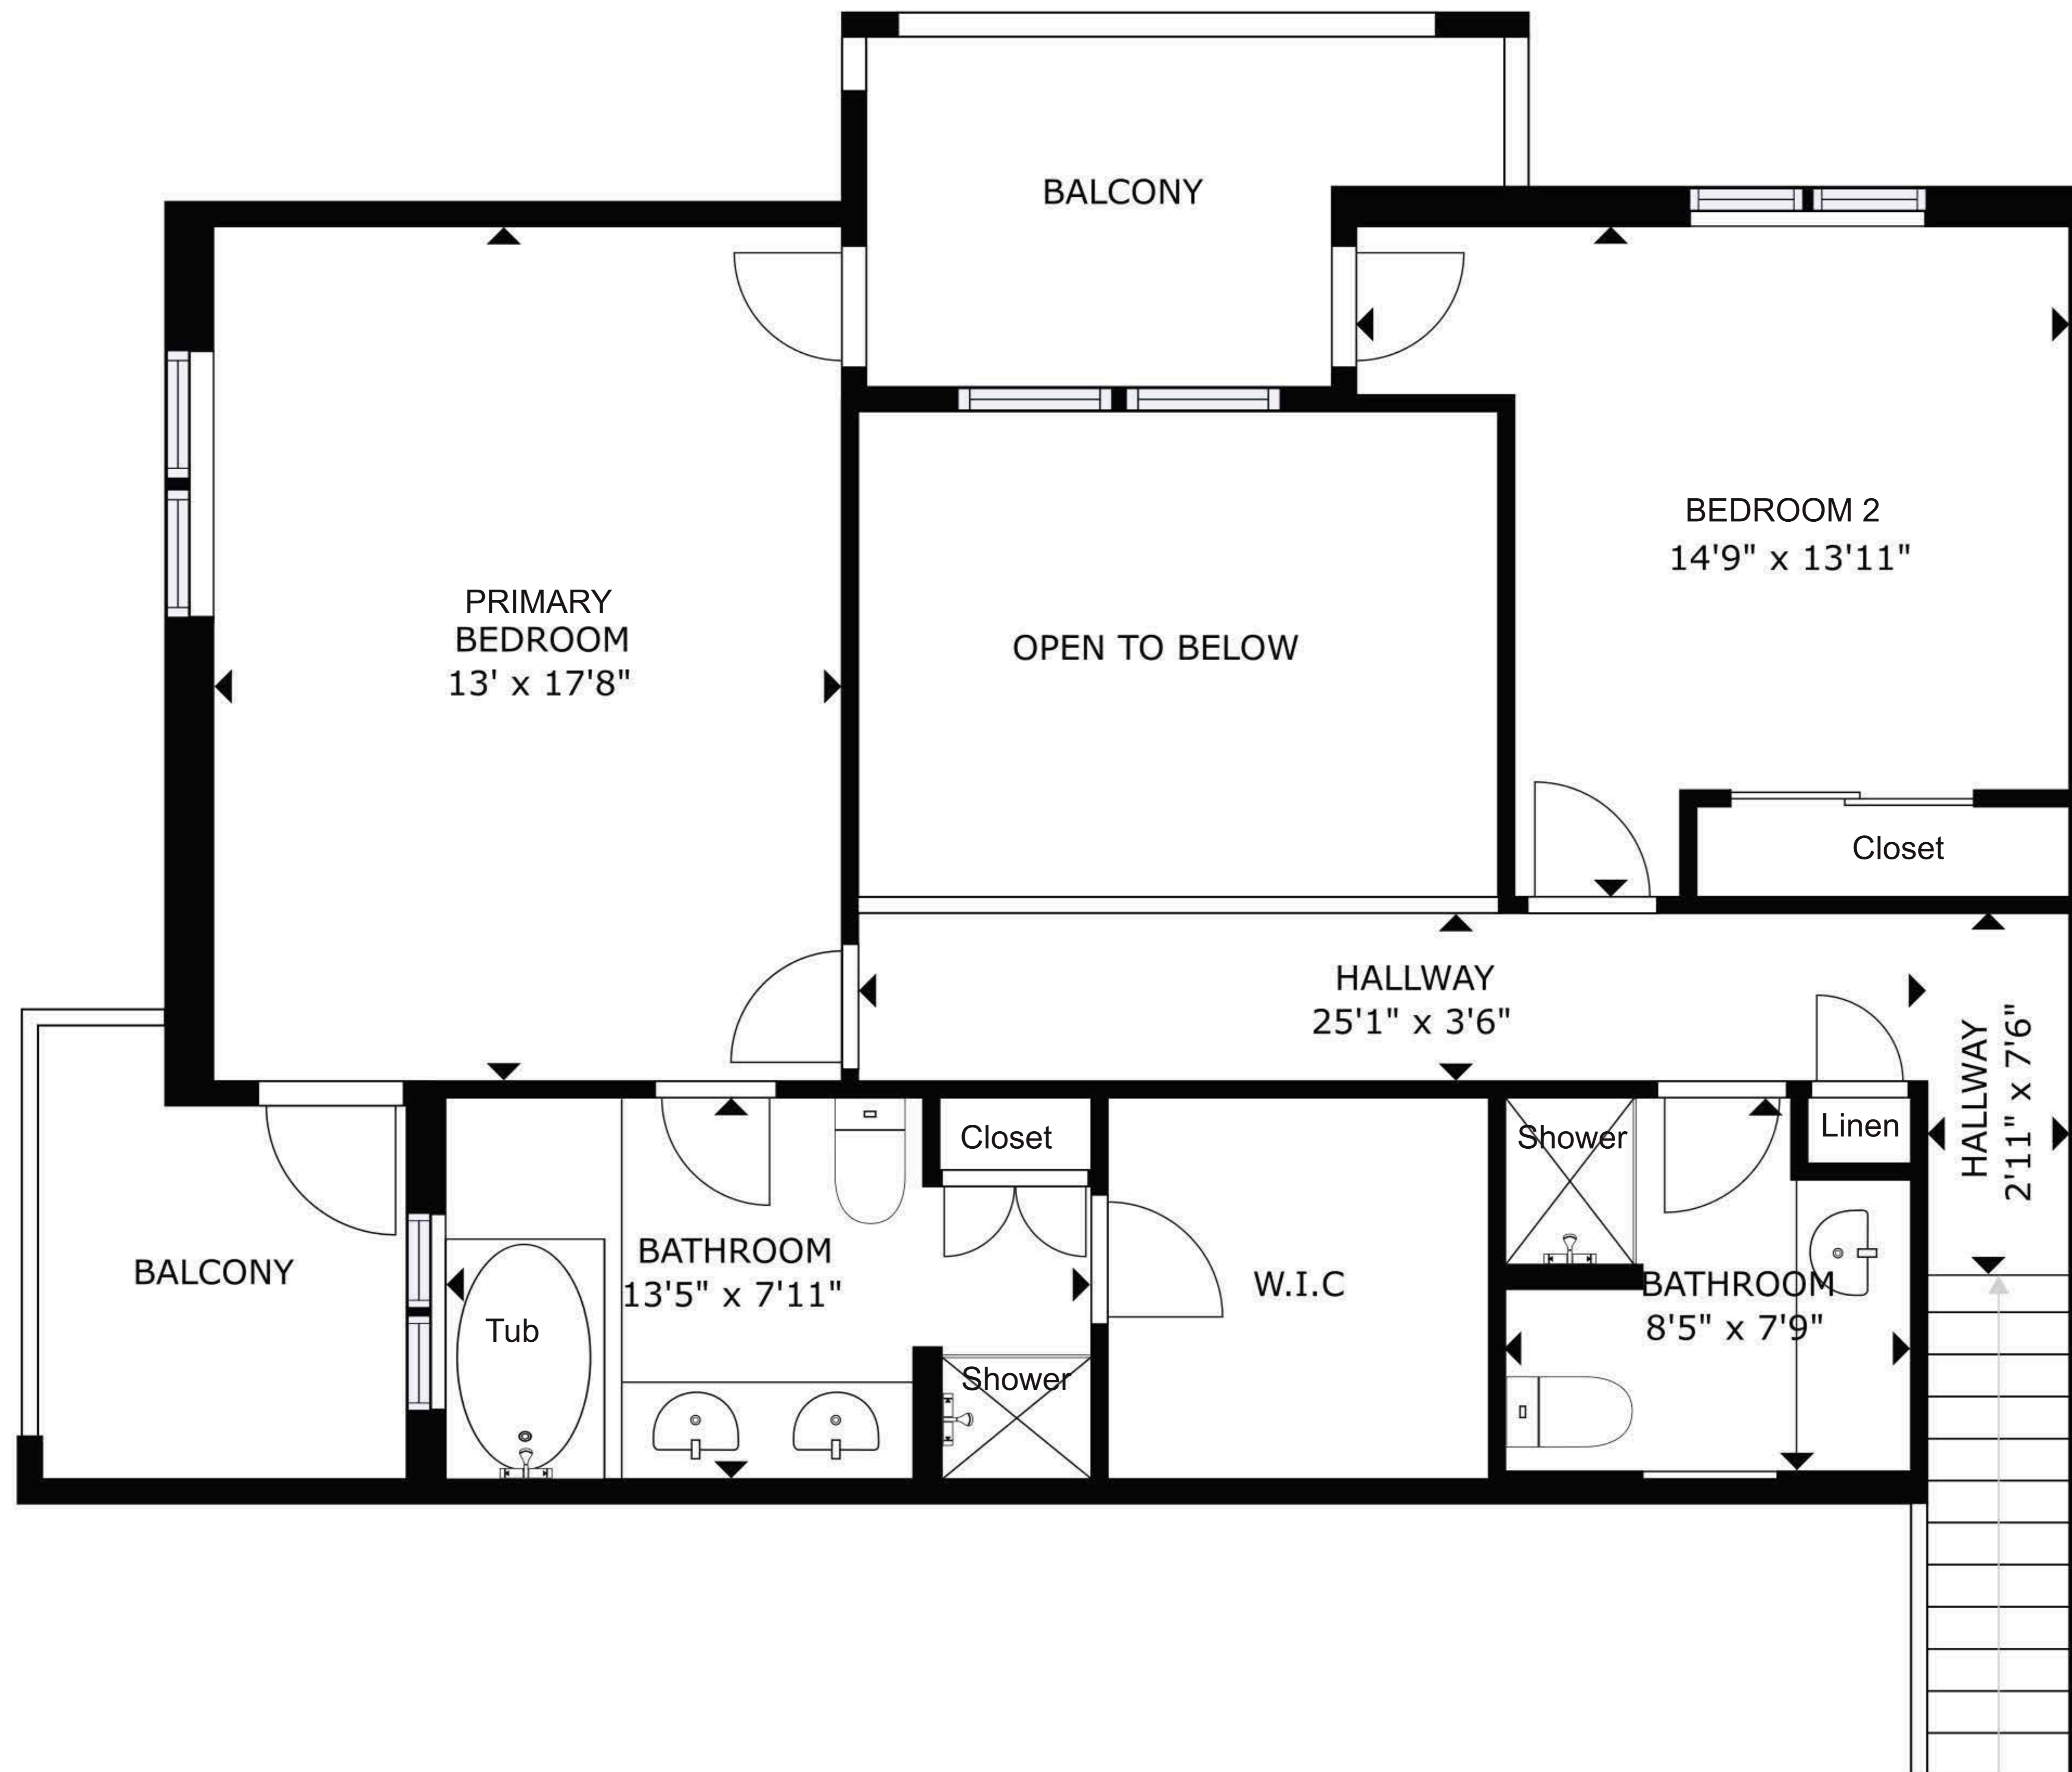 BALCONY
BEDROOM 2
14'9" x 13'11"
PRIMARY
BEDROOM
13' x 17'8"
OPEN TO BELOW
Closet
HALLWAY
25'1" x 3'6"
HALLWAY
2'11" x 7'6"
Closet
Shower
Linen
BALCONY
BATHROOM
13'5" x 7'11"
Tub
Shower
W.I.C
BATHROOM
8'5" x 7'9"